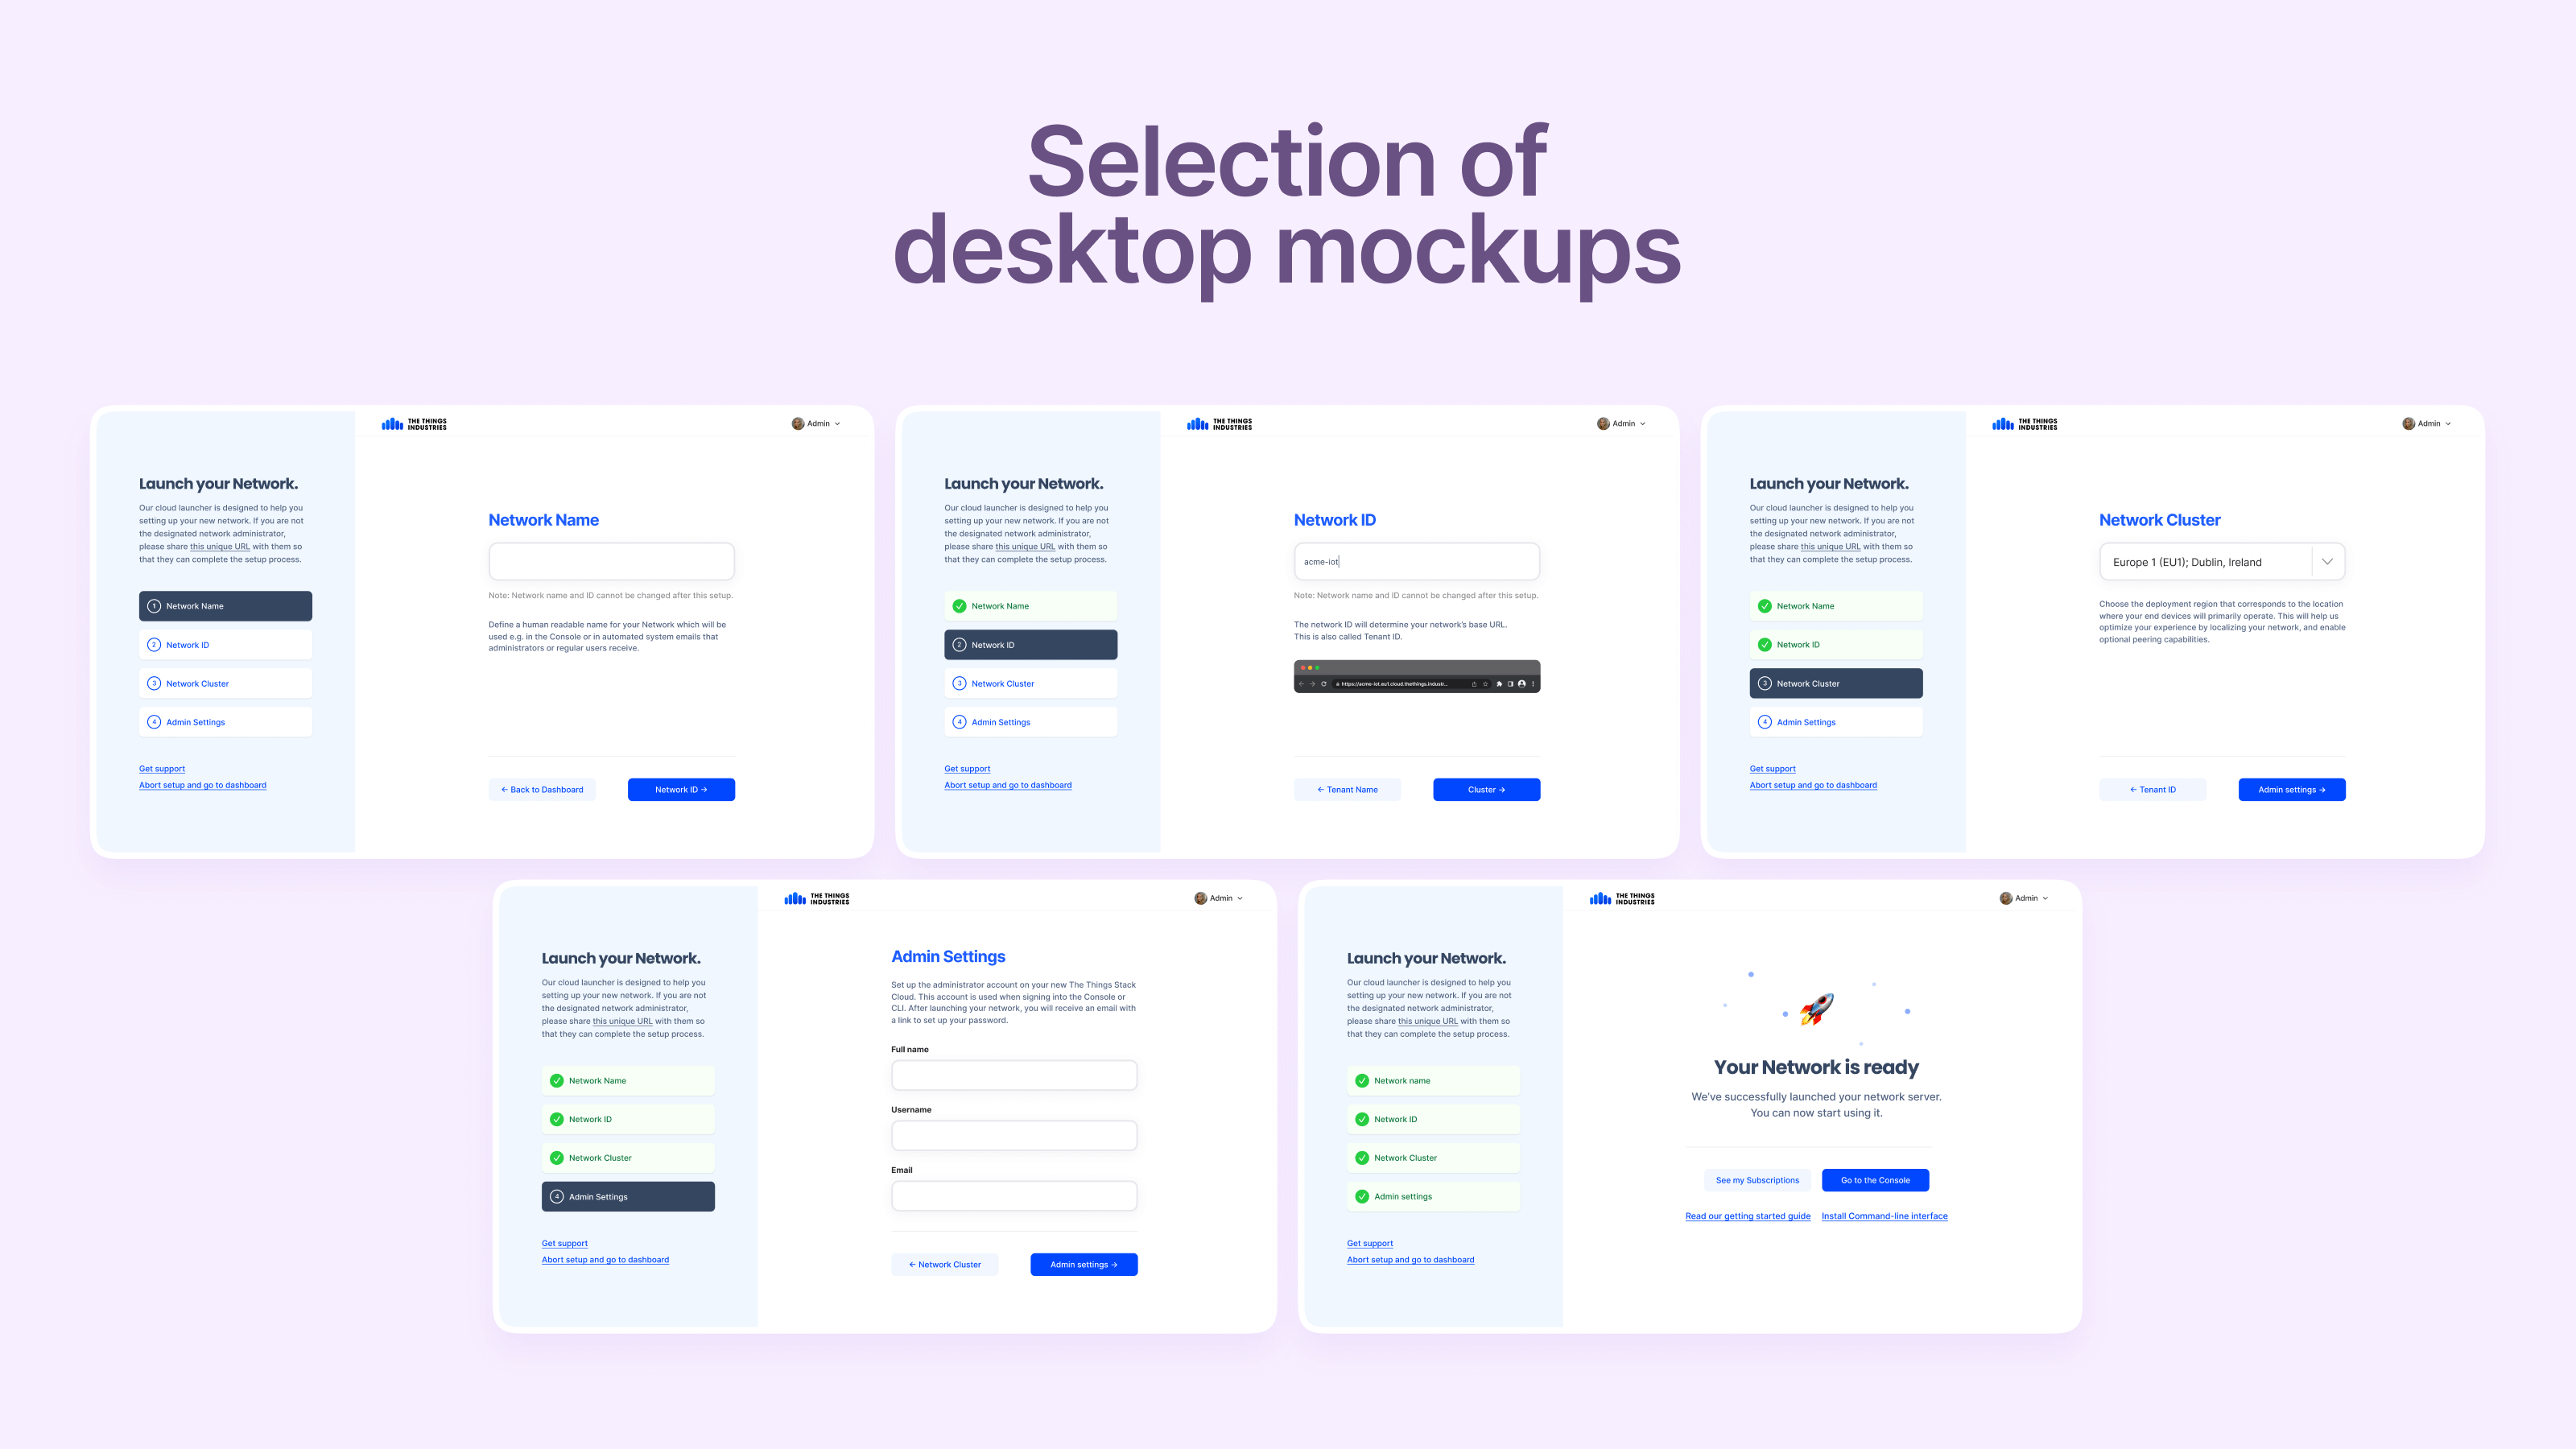 Selection of
desktop mockups
THE THINGS
INDUSTRIES
Admin
Launch your Network.
Our cloud launcher is designed to help you
setting up your new network. If you are not
the designated network administrator,
please share this unique URL with them so
that they can complete the setup process.
1 Network Name
2 Network ID
3 Network Cluster
4 Admin Settings
Get support
Abort setup and go to dashboard
Network Name
Note: Network name and ID cannot be changed after this setup.
Define a human readable name for your Network which will be
used e.g. in the Console or in automated system emails that
administrators or regular users receive.
← Back to Dashboard
Network ID →
THE THINGS
INDUSTRIES
Admin
Launch your Network.
Our cloud launcher is designed to help you
setting up your new network. If you are not
the designated network administrator,
please share this unique URL with them so
that they can complete the setup process.
Network Name
2 Network ID
3 Network Cluster
4 Admin Settings
Get support
Abort setup and go to dashboard
Network ID
acme-iot
Note: Network name and ID cannot be changed after this setup.
The network ID will determine your network's base URL.
This is also called Tenant ID.
https://acme-iot.eu1.cloud.thethings.industr...
← Tenant Name
Cluster →
THE THINGS
INDUSTRIES
Admin
Launch your Network.
Our cloud launcher is designed to help you
setting up your new network. If you are not
the designated network administrator,
please share this unique URL with them so
that they can complete the setup process.
Network Name
Network ID
3 Network Cluster
4 Admin Settings
Get support
Abort setup and go to dashboard
Network Cluster
Europe 1 (EU1); Dublin, Ireland
Choose the deployment region that corresponds to the location
where your end devices will primarily operate. This will help us
optimize your experience by localizing your network, and enable
optional peering capabilities.
← Tenant ID
Admin settings →
THE THINGS
INDUSTRIES
Admin
Launch your Network.
Our cloud launcher is designed to help you
setting up your new network. If you are not
the designated network administrator,
please share this unique URL with them so
that they can complete the setup process.
Network Name
Network ID
Network Cluster
4 Admin Settings
Get support
Abort setup and go to dashboard
Admin Settings
Set up the administrator account on your new The Things Stack
Cloud. This account is used when signing into the Console or
CLI. After launching your network, you will receive an email with
a link to set up your password.
Full name
Username
Email
← Network Cluster
Admin settings →
THE THINGS
INDUSTRIES
Admin
Launch your Network.
Our cloud launcher is designed to help you
setting up your new network. If you are not
the designated network administrator,
please share this unique URL with them so
that they can complete the setup process.
Network name
Network ID
Network Cluster
Admin settings
Get support
Abort setup and go to dashboard
Your Network is ready
We've successfully launched your network server.
You can now start using it.
See my Subscriptions
Go to the Console
Read our getting started guide
Install Command-line interface